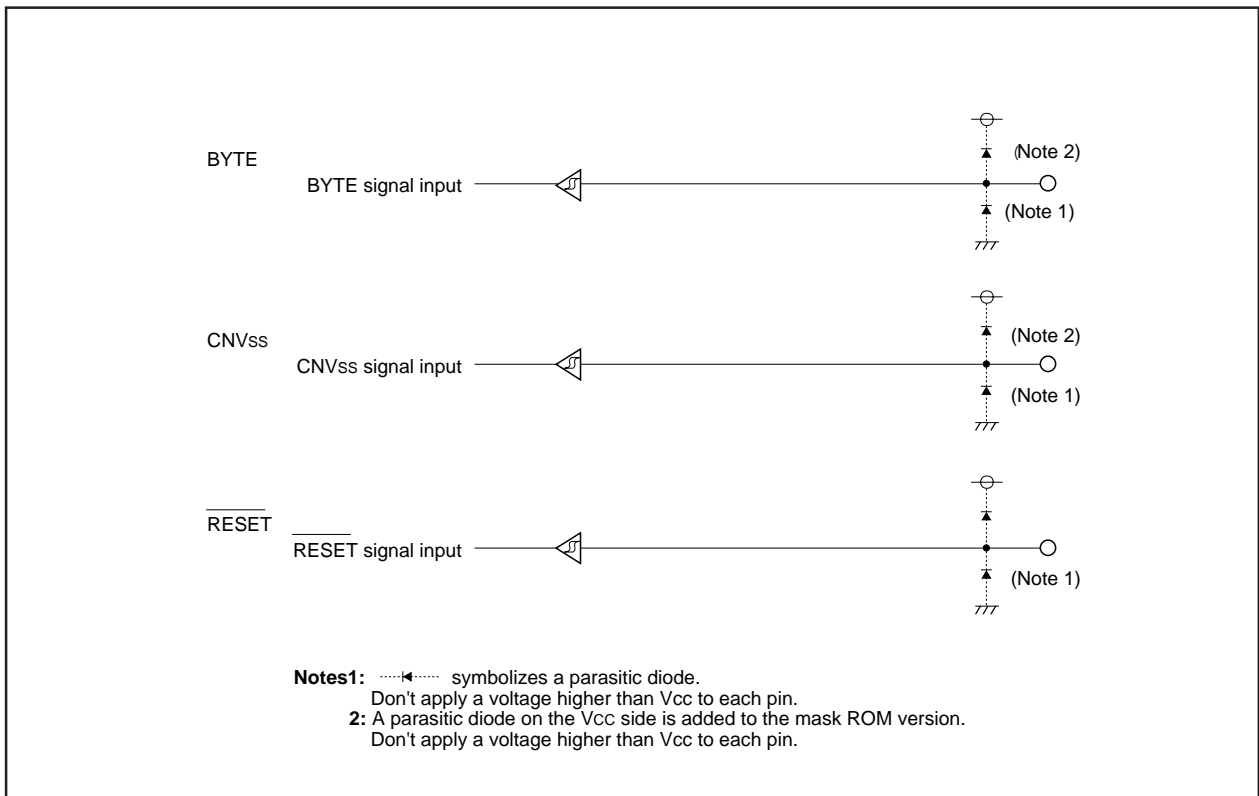 BYTE
BYTE signal input
(Note 2)
(Note 1)
CNVss
CNVss signal input
(Note 2)
(Note 1)
RESET
RESET signal input
(Note 1)
Notes1: symbolizes a parasitic diode.
Don't apply a voltage higher than Vcc to each pin.
2: A parasitic diode on the VCC side is added to the mask ROM version.
Don't apply a voltage higher than Vcc to each pin.